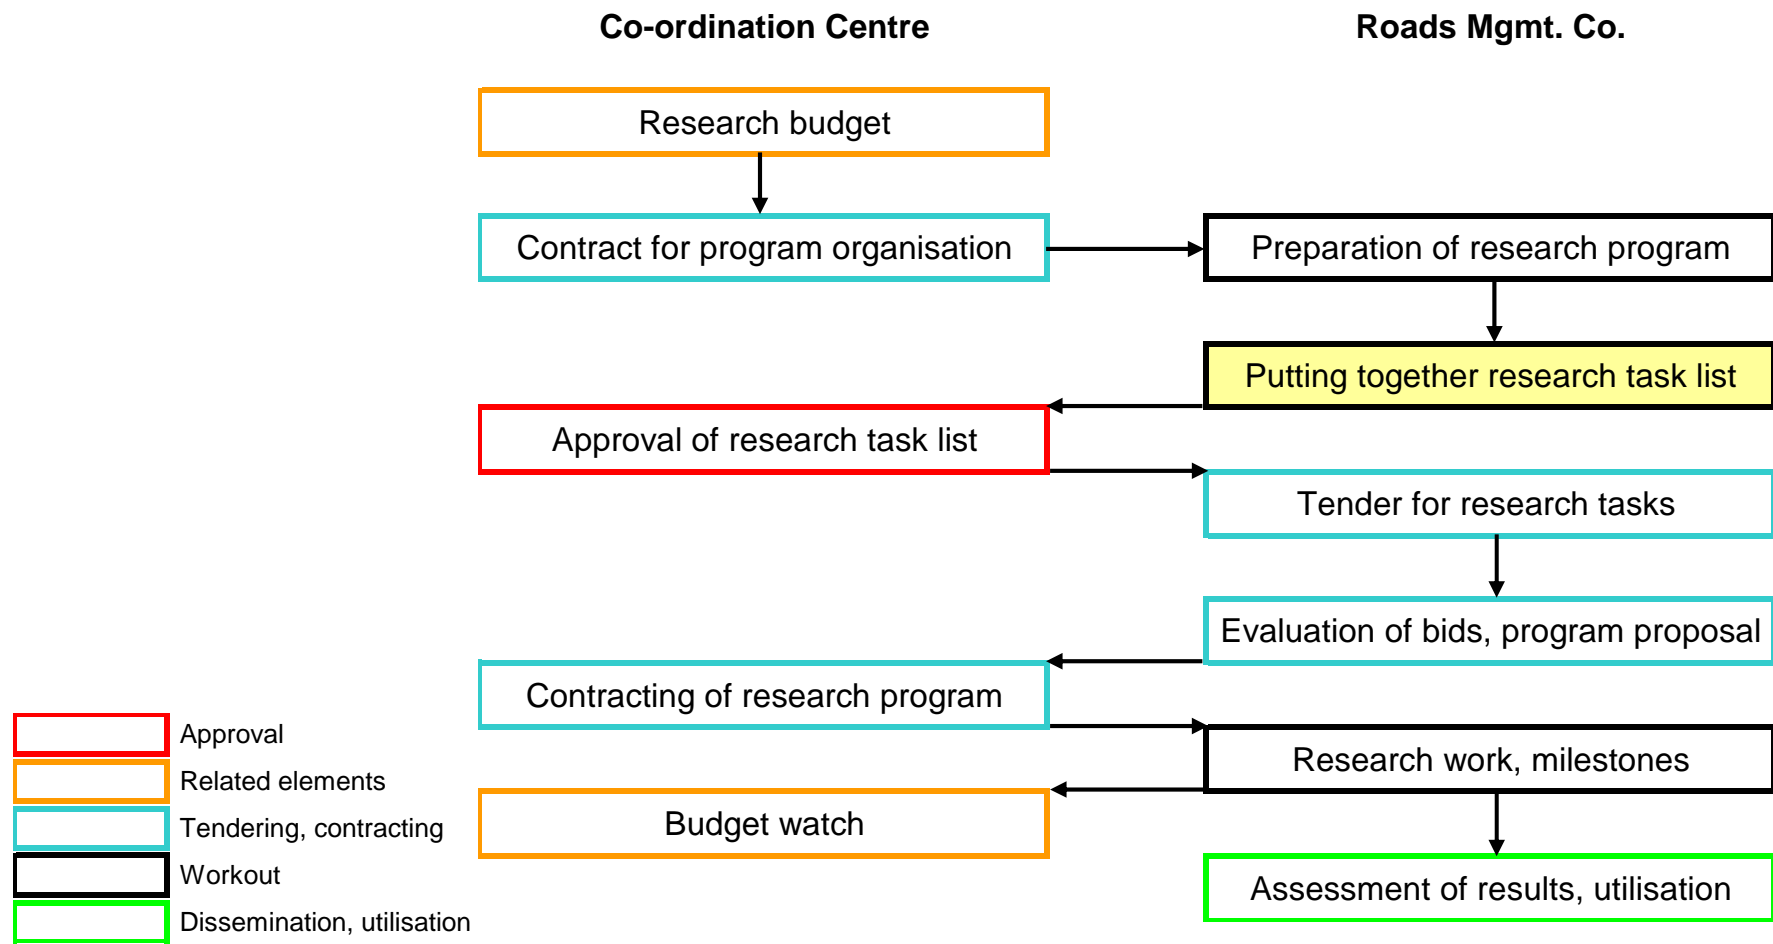 Co-ordination Centre
Roads Mgmt. Co.
Research budget
Contract for program organisation
Preparation of research program
Putting together research task list
Approval of research task list
Tender for research tasks
Evaluation of bids, program proposal
Contracting of research program
Research work, milestones
Budget watch
Assessment of results, utilisation
Approval
Related elements
Tendering, contracting
Workout
Dissemination, utilisation